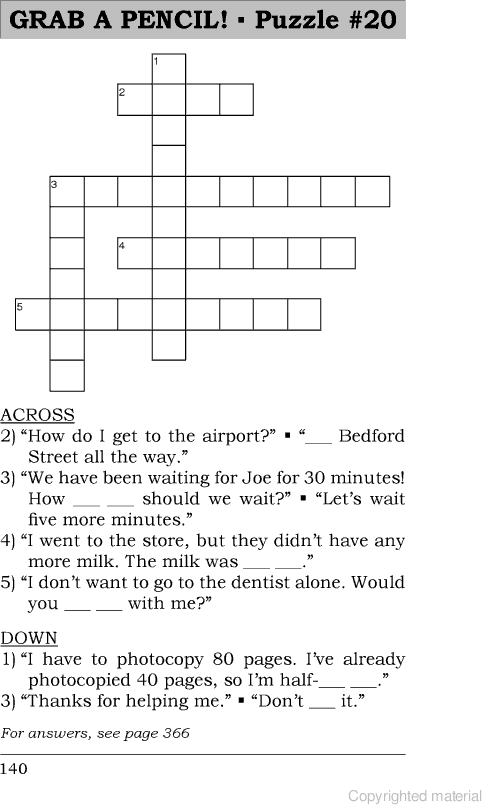 GRAB A PENCIL! ▪ Puzzle #20
1
2
3
4
5
ACROSS
2) “How do I get to the airport?” ▪ “___ Bedford
Street all the way.”
3) “We have been waiting for Joe for 30 minutes!
How ___ ___ should we wait?” ▪ “Let’s wait
five more minutes.”
4) “I went to the store, but they didn’t have any
more milk. The milk was ___ ___.”
5) “I don’t want to go to the dentist alone. Would
you ___ ___ with me?”
DOWN
1) “I have to photocopy 80 pages. I’ve already
photocopied 40 pages, so I’m half-___ ___.”
3) “Thanks for helping me.” ▪ “Don’t ___ it.”
For answers, see page 366
140
Copyrighted material